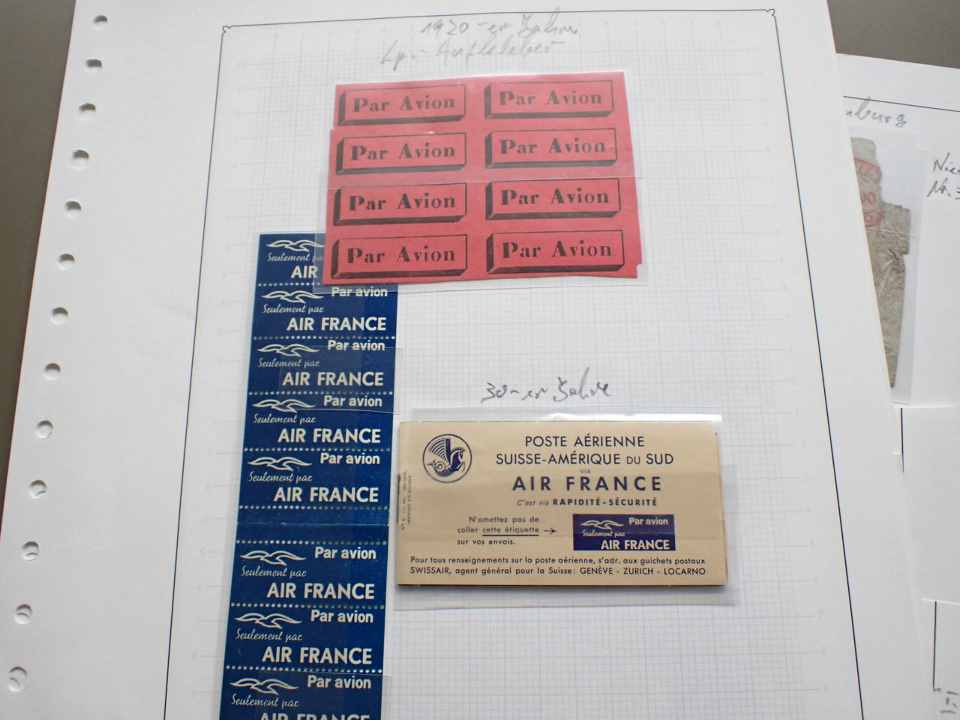 1920-er Jahre
Par Avion
Par Avion
Par Avion
Par Avion
Par Avion
Par Avion
Par Avion
Par Avion
Seulement par
AIR
Par avion
Seulement par
AIR FRANCE
Par avion
AIR FRANCE
Par avion
Seulement par
AIR FRANCE
Par avion
Seulement par
AIR FRANCE
Par avion
Seulement par
AIR FRANCE
Par avion
Seulement par
AIR FRANCE
Par avion
Seulement par
AIR FRANCE
30-er Jahre
POSTE AÉRIENNE
SUISSE-AMÉRIQUE DU SUD
VIA
AIR FRANCE
C'est via RAPIDITÉ-SÉCURITÉ
N'omettez pas de
coller cette étiquette →
sur vos envois.
Par avion
Seulement par
AIR FRANCE
Pour tous renseignements sur la poste aérienne, s'adr. aux guichets postaux
SWISSAIR, agent général pour la Suisse: GENÈVE - ZURICH - LOCARNO